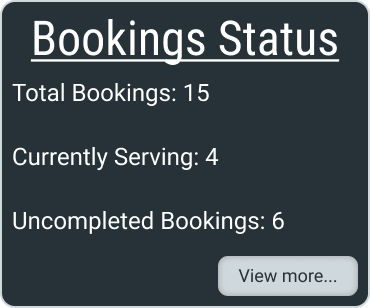 Bookings Status
Total Bookings: 15
Currently Serving: 4
Uncompleted Bookings: 6
View more...